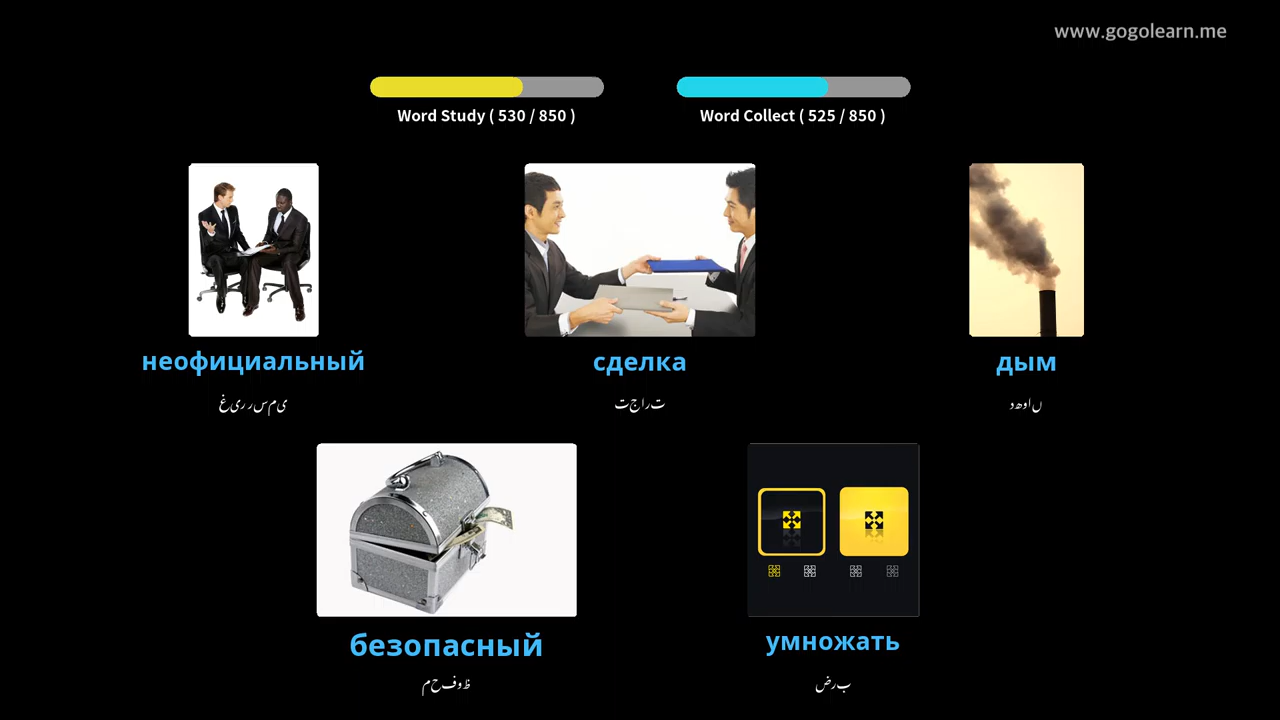 www.gogolearn.me
Word Study ( 530 / 850 )
Word Collect ( 525 / 850 )
неофициальный
غیر رسمی
сделка
تجارت
дым
دھواں
безопасный
محفوظ
умножать
ضرب